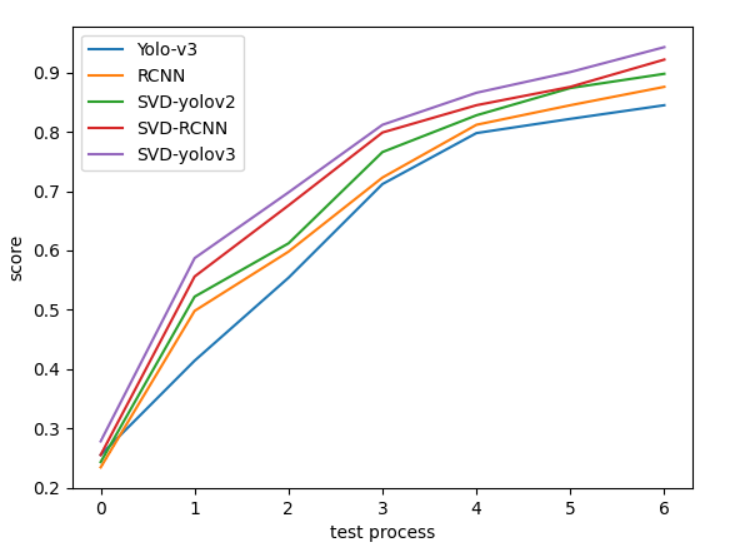 Yolo-v3
RCNN
SVD-yolov2
SVD-RCNN
SVD-yolov3
score
0.9
0.8
0.7
0.6
0.5
0.4
0.3
0.2
0 1 2 3 4 5 6
test process